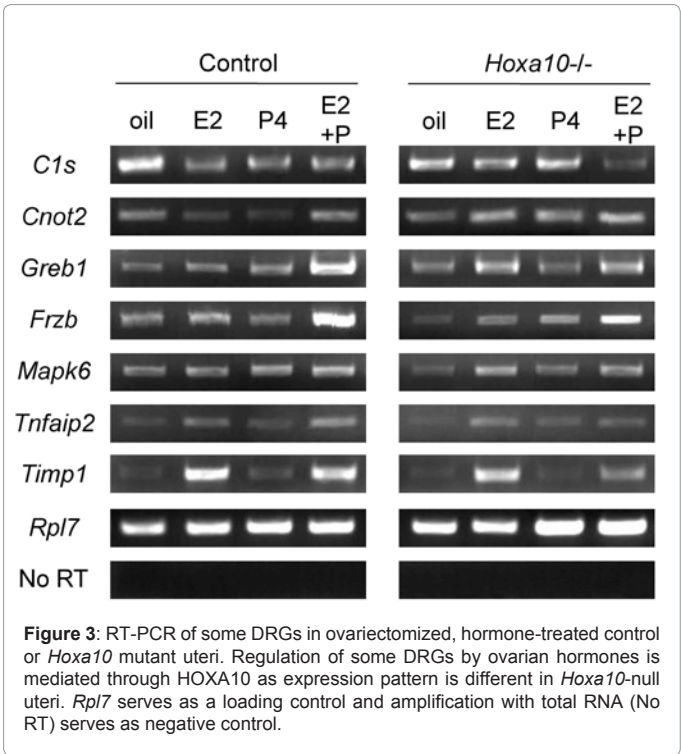 Control Hoxa10-/-
oil E2 P4 E2 +P oil E2 P4 E2 +P
C1s
Cnot2
Greb1
Frzb
Mapk6
Tnfaip2
Timp1
Rpl7
No RT
Figure 3: RT-PCR of some DRGs in ovariectomized, hormone-treated control
or Hoxa10 mutant uteri. Regulation of some DRGs by ovarian hormones is
mediated through HOXA10 as expression pattern is different in Hoxa10-null
uteri. Rpl7 serves as a loading control and amplification with total RNA (No
RT) serves as negative control.